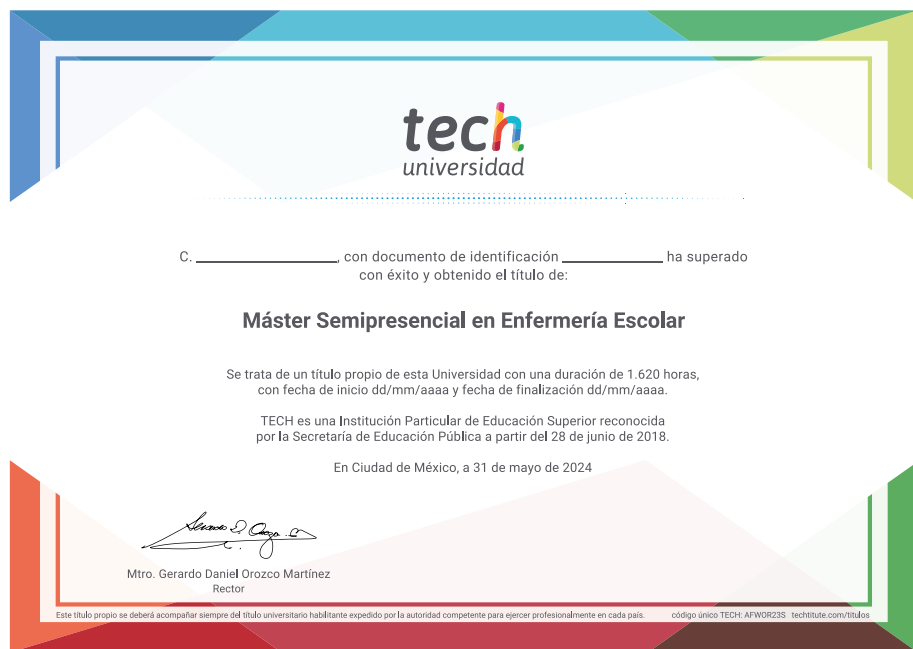 tech
universidad
C. ____________________, con documento de identificación ______________ ha superado
con éxito y obtenido el título de:
Máster Semipresencial en Enfermería Escolar
Se trata de un título propio de esta Universidad con una duración de 1.620 horas,
con fecha de inicio dd/mm/aaaa y fecha de finalización dd/mm/aaaa.
TECH es una Institución Particular de Educación Superior reconocida
por la Secretaría de Educación Pública a partir del 28 de junio de 2018.
En Ciudad de México, a 31 de mayo de 2024
Mtro. Gerardo Daniel Orozco Martínez
Rector
Este título propio se deberá acompañar siempre del título universitario habilitante expedido por la autoridad competente para ejercer profesionalmente en cada país. código único TECH: AFWOR23S techtitute.com/titulos